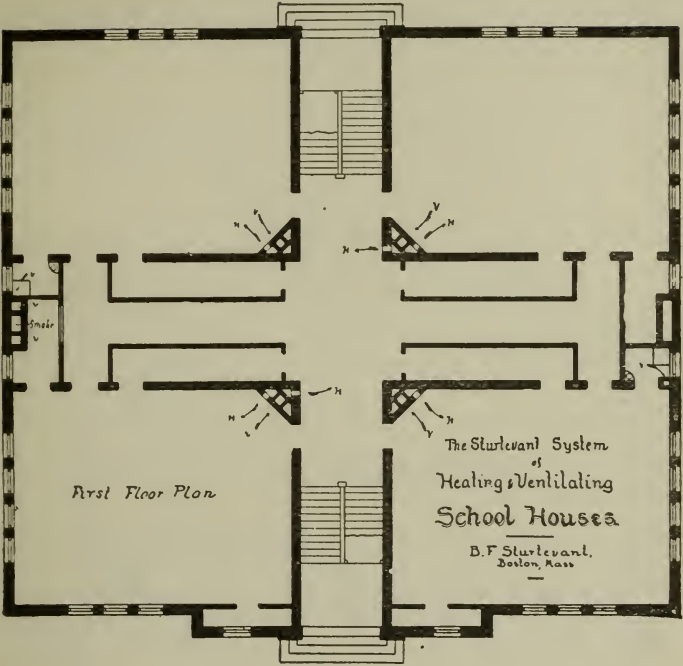 V
H
V
H
H
H
V
V
Smoke
V
H
H
V
H
V
V
The Sturtevant System
of
Heating & Ventilating
School Houses
B. F Sturtevant,
Boston, Mass
First Floor Plan